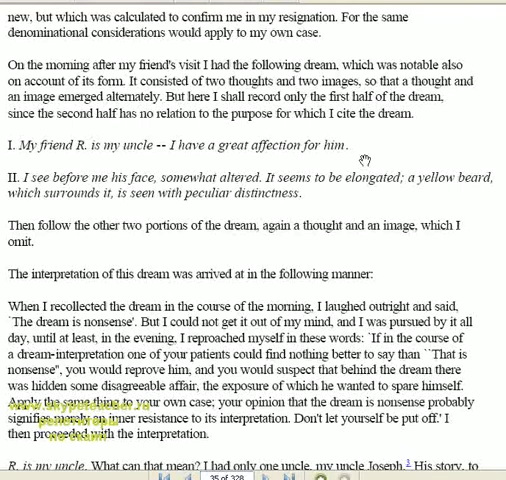 new, but which was calculated to confirm me in my resignation. For the same
denominational considerations would apply to my own case.
On the morning after my friend's visit I had the following dream, which was notable also
on account of its form. It consisted of two thoughts and two images, so that a thought and
an image emerged alternately. But here I shall record only the first half of the dream,
since the second half has no relation to the purpose for which I cite the dream.
I. My friend R. is my uncle -- I have a great affection for him.
II. I see before me his face, somewhat altered. It seems to be elongated; a yellow beard,
which surrounds it, is seen with peculiar distinctness.
Then follow the other two portions of the dream, again a thought and an image, which I
omit.
The interpretation of this dream was arrived at in the following manner:
When I recollected the dream in the course of the morning, I laughed outright and said,
`The dream is nonsense'. But I could not get it out of my mind, and I was pursued by it all
day, until at least, in the evening, I reproached myself in these words: `If in the course of
a dream-interpretation one of your patients could find nothing better to say than ``That is
nonsense", you would reprove him, and you would suspect that behind the dream there
was hidden some disagreeable affair, the exposure of which he wanted to spare himself.
Apply the same thing to your own case; your opinion that the dream is nonsense probably
signifies merely an inner resistance to its interpretation. Don't let yourself be put off.' I
then proceeded with the interpretation.
R. is my uncle. What can that mean? I had only one uncle, my uncle Joseph.3 His story, to
35 of 328